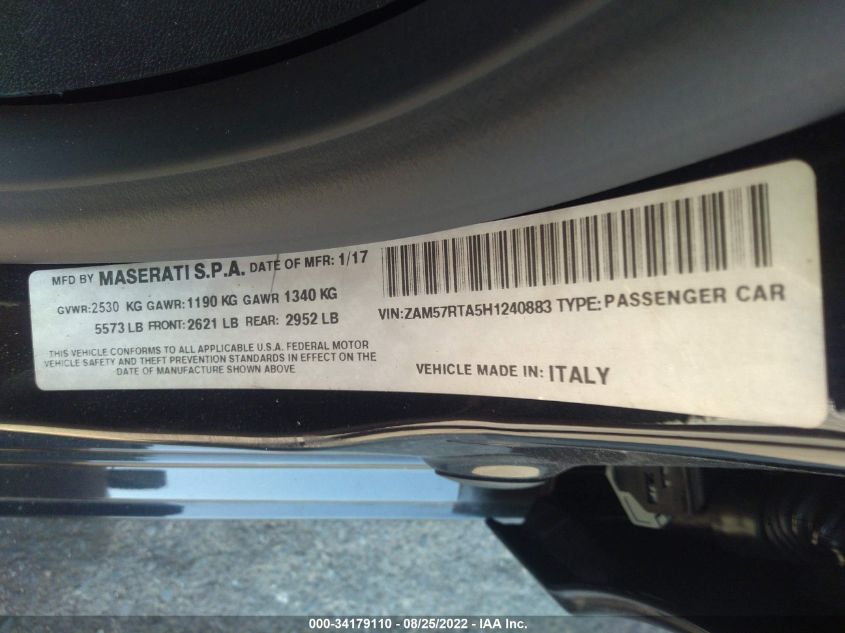 MFD BY MASERATI S.P.A. DATE OF MFR: 1/17
GVWR:2530 KG GAWR:1190 KG GAWR 1340 KG
5573 LB FRONT:2621 LB REAR: 2952 LB
THIS VEHICLE CONFORMS TO ALL APPLICABLE U.S.A. FEDERAL MOTOR
VEHICLE SAFETY AND THEFT PREVENTION STANDARDS IN EFFECT ON THE
DATE OF MANUFACTURE SHOWN ABOVE
VIN:ZAM57RTA5H1240883 TYPE:PASSENGER CAR
VEHICLE MADE IN: ITALY
000-34179110 - 08/25/2022 - IAA Inc.